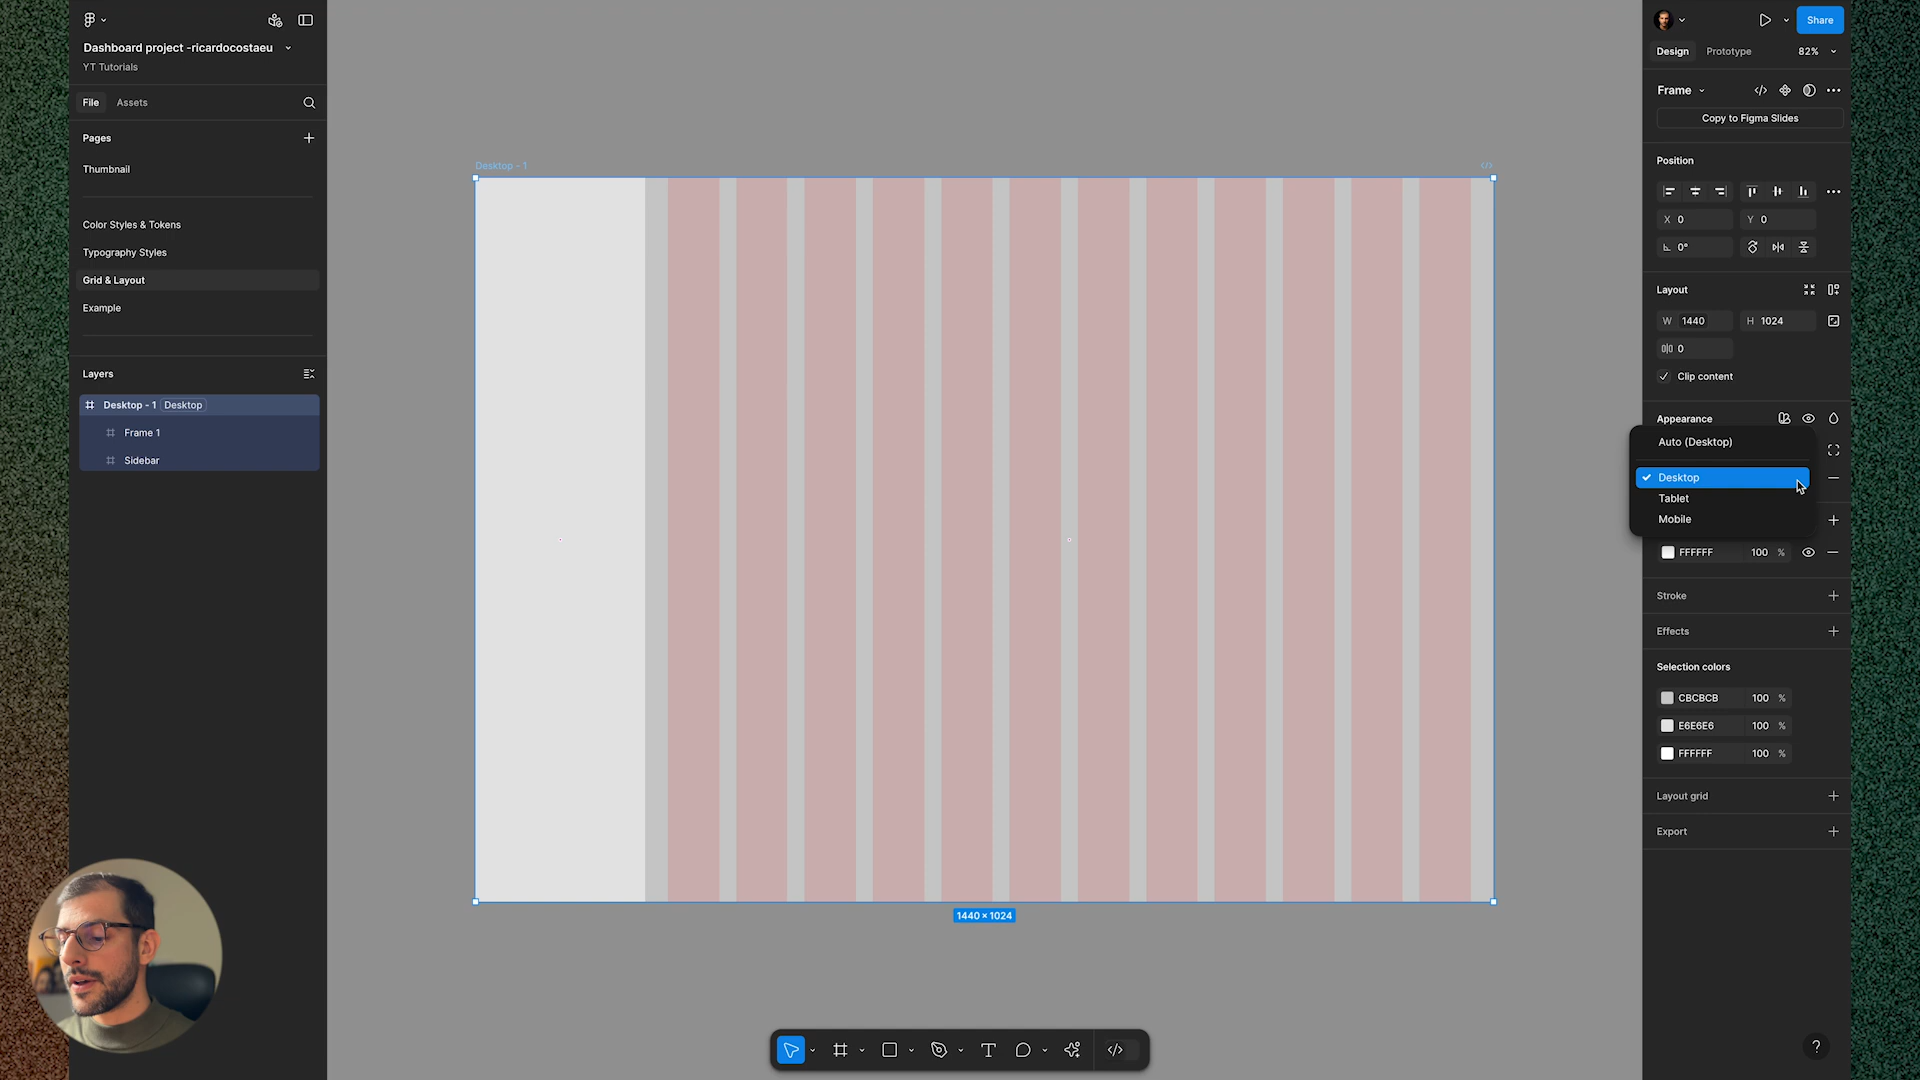 Dashboard project -ricardocostaeu
YT Tutorials
File
Assets
Pages
Thumbnail
Color Styles & Tokens
Typography Styles
Grid & Layout
Example
Layers
Desktop - 1
Desktop
Frame 1
Sidebar
Desktop - 1
1440 × 1024
Share
Design
Prototype
82%
Frame
Copy to Figma Slides
Position
X 0
Y 0
0°
Layout
W 1440
H 1024
0
Clip content
Appearance
Auto (Desktop)
Desktop
Tablet
Mobile
FFFFFF 100 %
Stroke
Effects
Selection colors
CBCBCB 100 %
E6E6E6 100 %
FFFFFF 100 %
Layout grid
Export
?